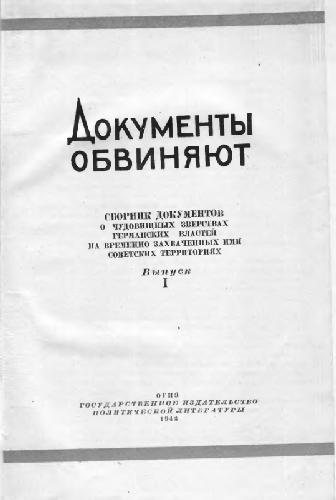 ДОКУМЕНТЫ
ОБВИНЯЮТ
СБОРНИК ДОКУМЕНТОВ
О ЧУДОВИЩНЫХ ЗВЕРСТВАХ
ГЕРМАНСКИХ ВЛАСТЕЙ
НА ВРЕМЕННО ЗАХВАЧЕННЫХ ИМИ
СОВЕТСКИХ ТЕРРИТОРИЯХ
Выпуск
I
ОГИЗ
ГОСУДАРСТВЕННОЕ ИЗДАТЕЛЬСТВО
ПОЛИТИЧЕСКОЙ ЛИТЕРАТУРЫ